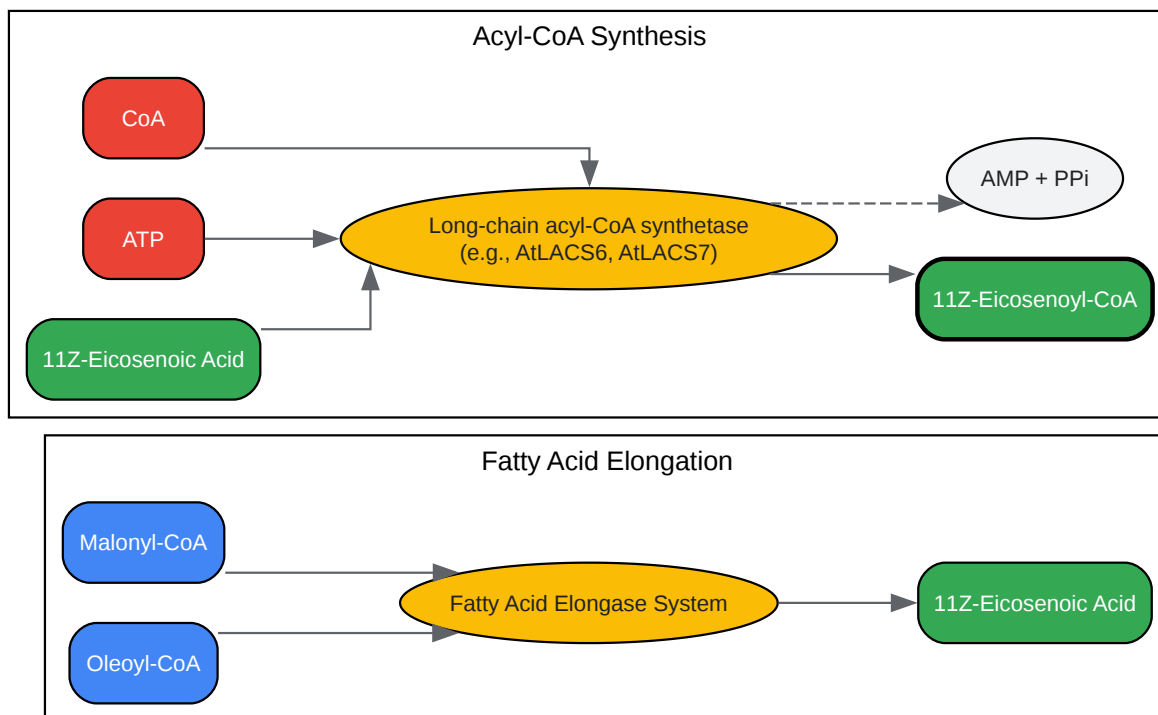 Acyl-CoA Synthesis
CoA
ATP
11Z-Eicosenoic Acid
Long-chain acyl-CoA synthetase
(e.g., AtLACS6, AtLACS7)
AMP + PPi
11Z-Eicosenoyl-CoA
Fatty Acid Elongation
Malonyl-CoA
Oleoyl-CoA
Fatty Acid Elongase System
11Z-Eicosenoic Acid